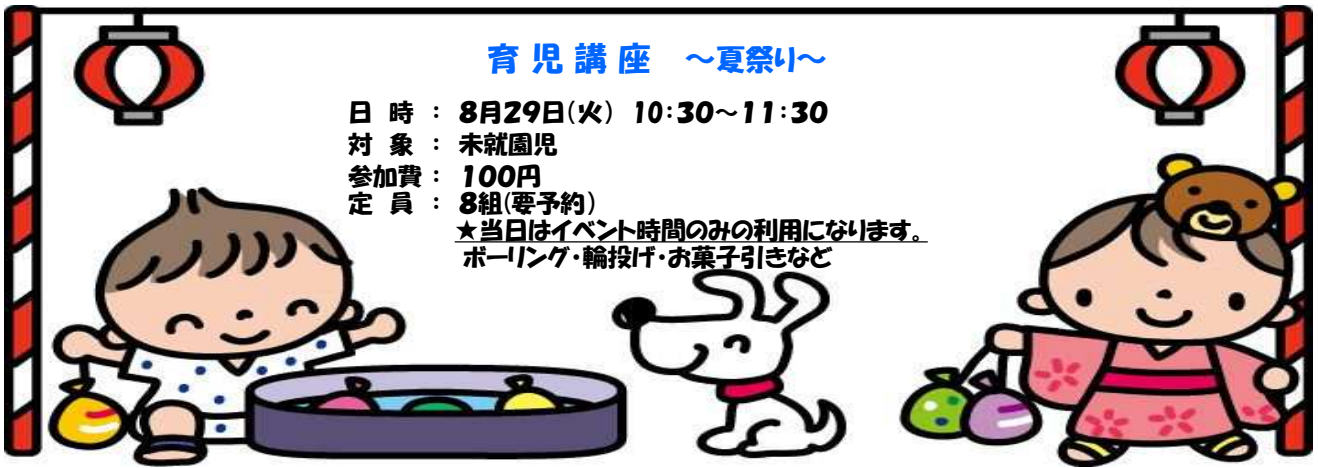 育児講座　～夏祭り～
日　時　：　8月29日(火)　10:30～11:30
対　象　：　未就園児
参加費：　100円
定　員　：　8組(要予約)
★当日はイベント時間のみの利用になります。
ボーリング・輪投げ・お菓子引きなど